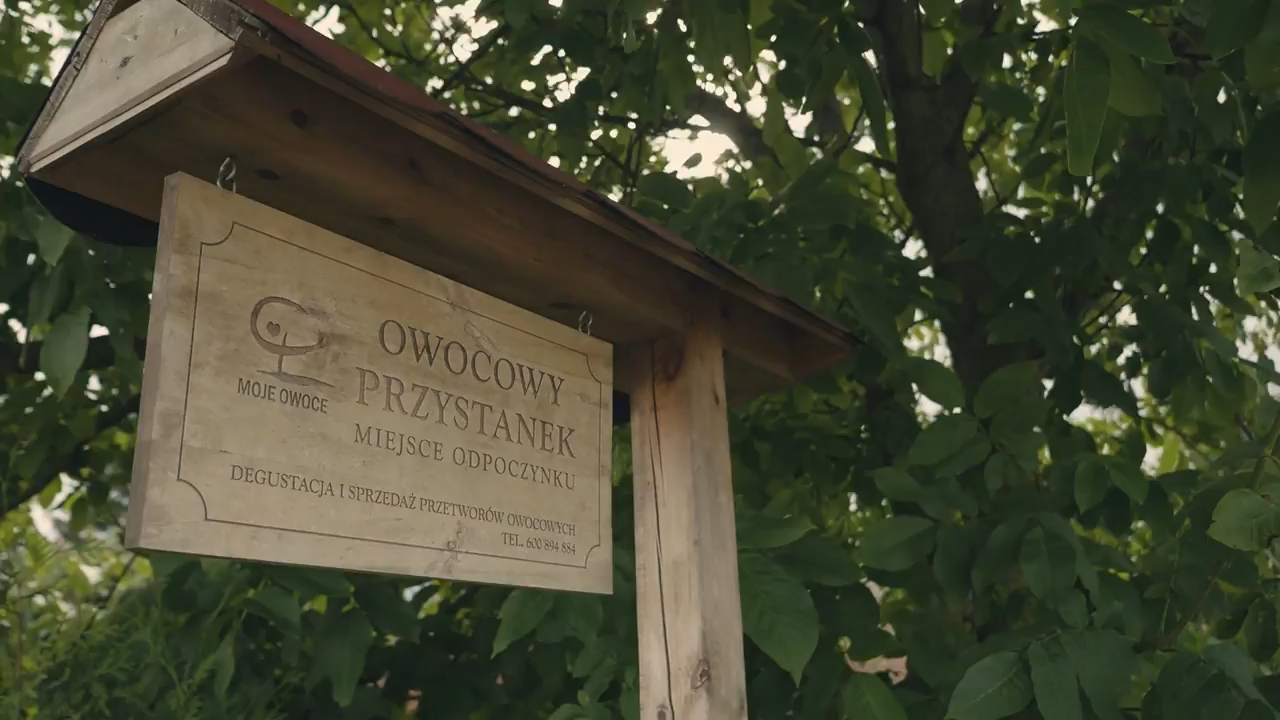 MOJE OWOCE
OWOCOWY
PRZYSTANEK
MIEJSCE ODPOCZYNKU
DEGUSTACJA I SPRZEDAŻ PRZETWORÓW OWOCOWYCH
TEL. 600 894 884